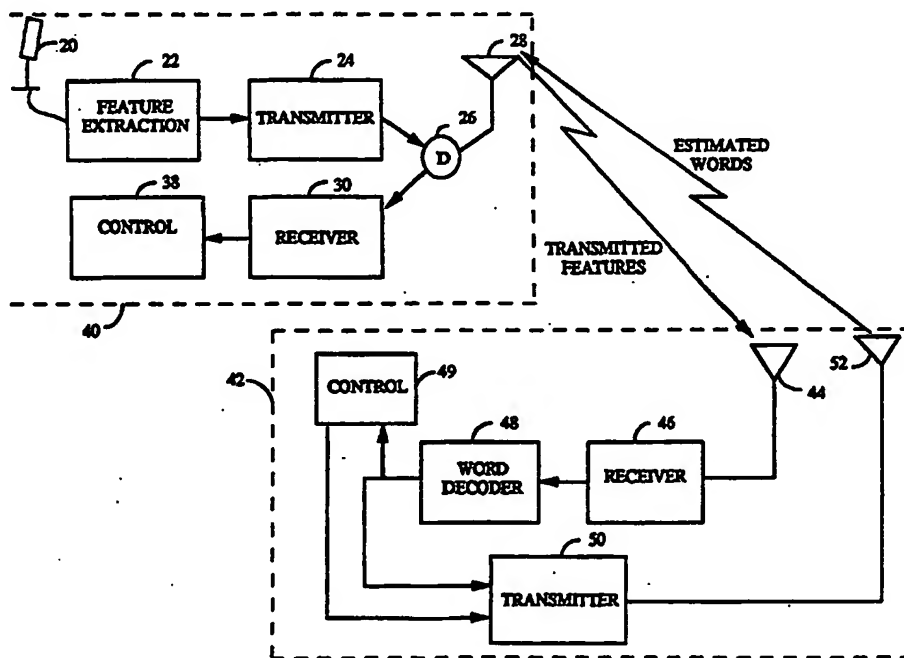 20
22
FEATURE
EXTRACTION
24
TRANSMITTER
26
D
28
38
CONTROL
30
RECEIVER
40
ESTIMATED
WORDS
TRANSMITTED
FEATURES
42
CONTROL
49
48
WORD
DECODER
46
RECEIVER
44
52
50
TRANSMITTER